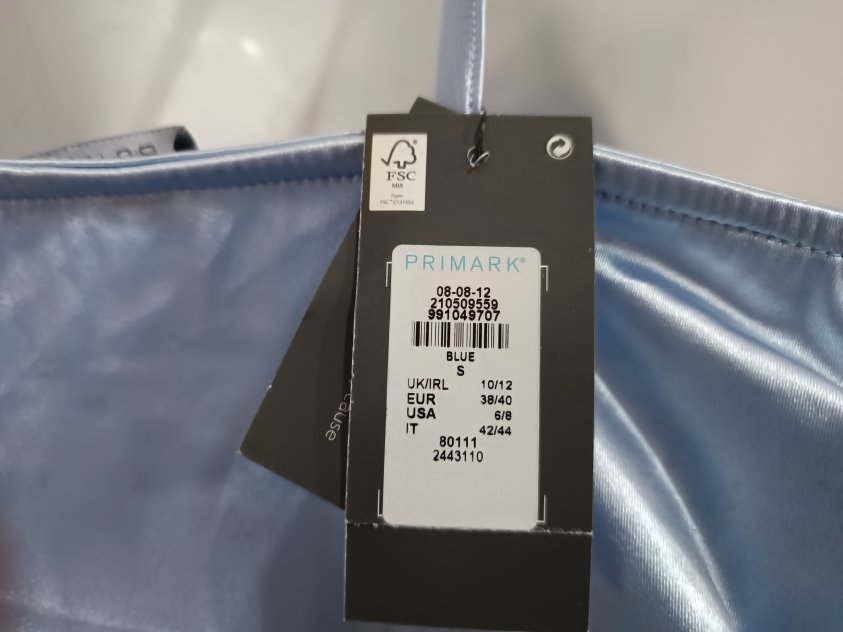 FSC
MIX
Paper
PRIMARK®
08-08-12
210509559
991049707
BLUE
S
UK/IRL 10/12
EUR 38/40
USA 6/8
IT 42/44
80111
2443110
cause